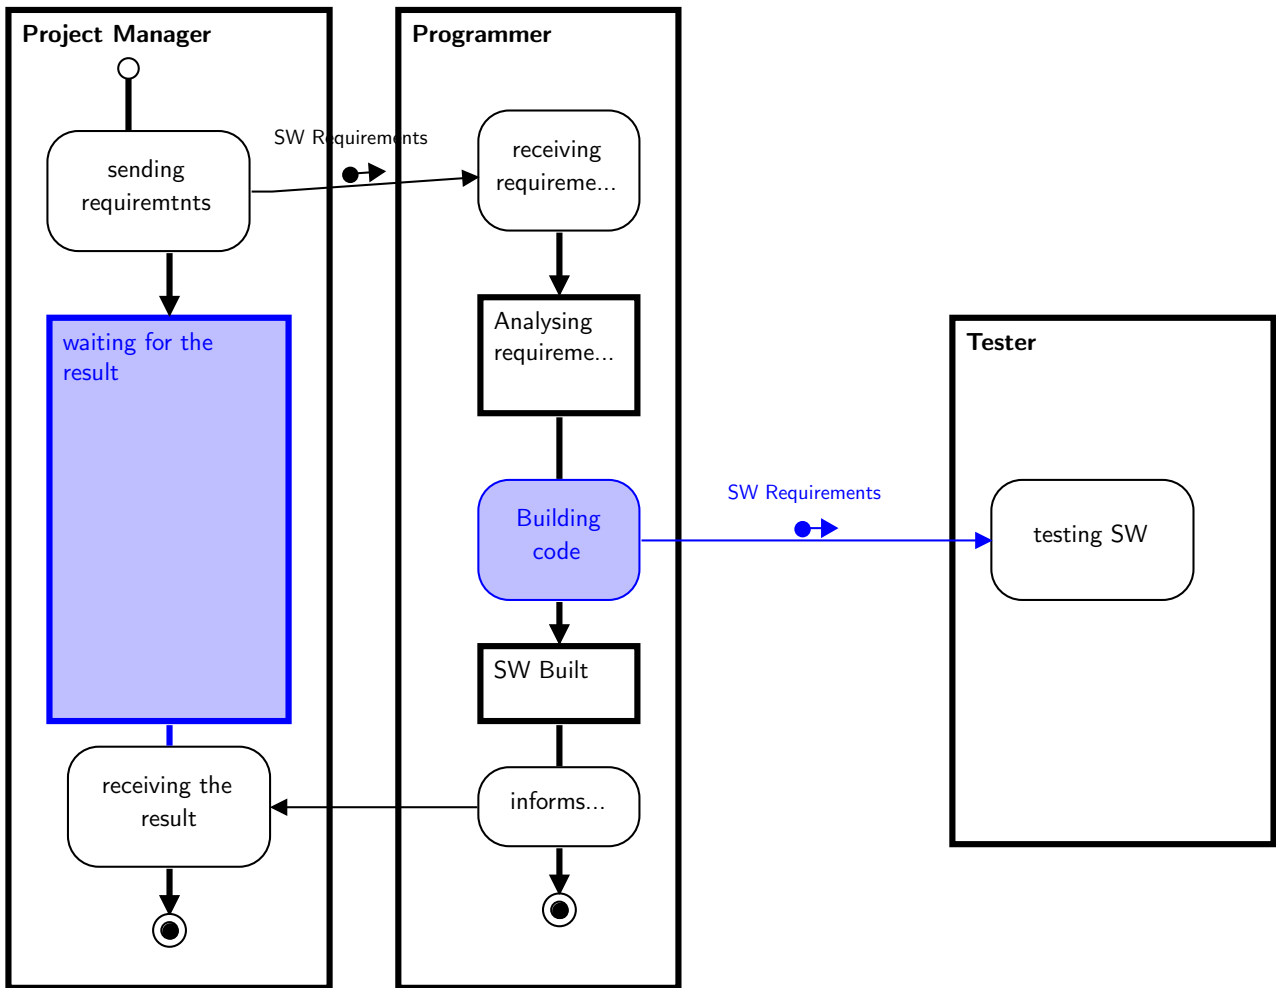 Project Manager
Programmer
SW Requirements
sending
requiremtnts
receiving
requireme...
waiting for the
result
Analysing
requireme...
Tester
SW Requirements
Building
code
testing SW
SW Built
receiving the
result
informs...